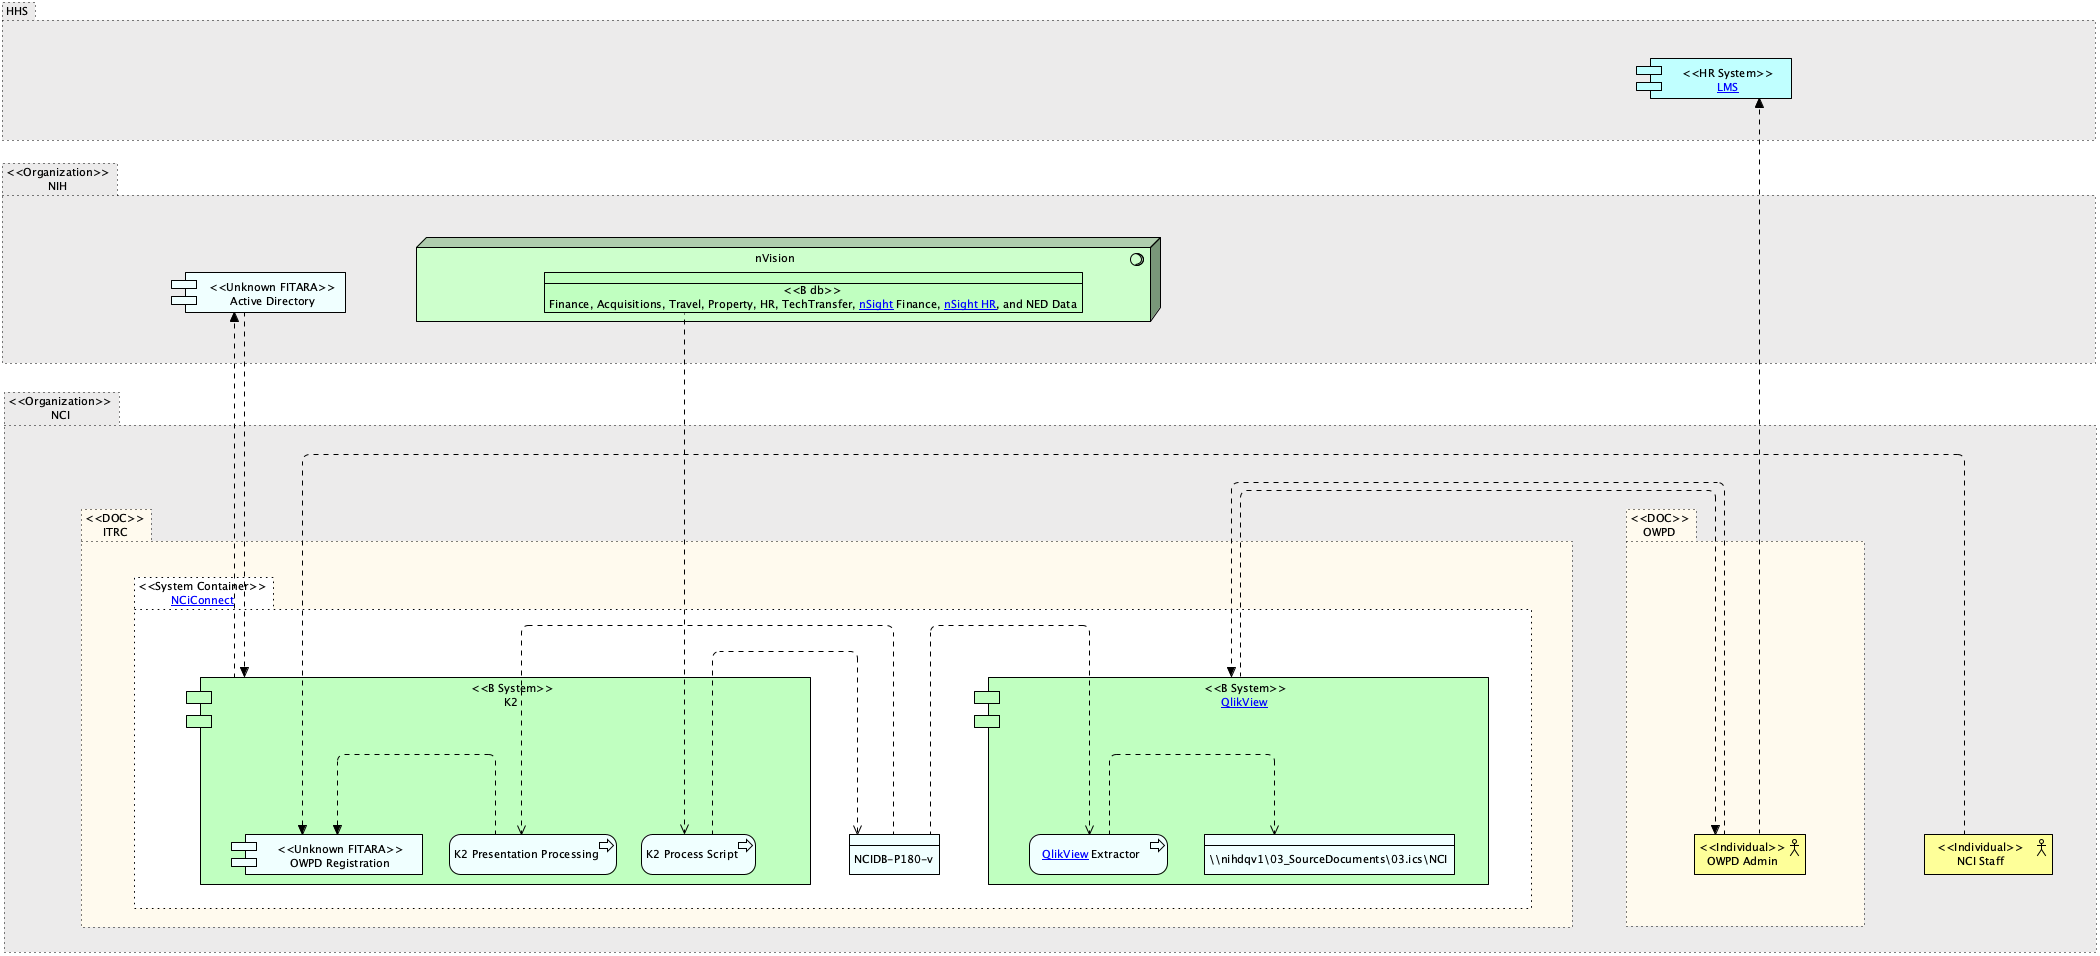 HHS
<<HR System>>
LMS
<<Organization>>
NIH
nVision
<<Unknown FITARA>>
Active Directory
<<B db>>
Finance, Acquisitions, Travel, Property, HR, TechTransfer, nSight Finance, nSight HR, and NED Data
<<Organization>>
NCI
<<DOC>>
ITRC
<<DOC>>
OWPD
<<System Container>>
NCiConnect
<<B System>>
K2
<<B System>>
QlikView
<<Unknown FITARA>>
OWPD Registration
K2 Presentation Processing
K2 Process Script
NCIDB-P180-v
QlikView Extractor
\\nihdqv1\03_SourceDocuments\03.ics\NCI
<<Individual>>
OWPD Admin
<<Individual>>
NCI Staff